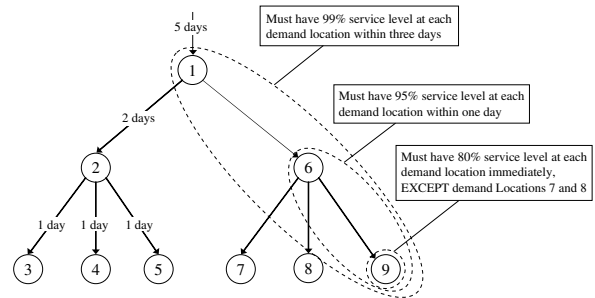 5 days
Must have 99% service level at each
demand location within three days
1
Must have 95% service level at each
demand location within one day
2 days
Must have 80% service level at each
demand location immediately,
EXCEPT demand Locations 7 and 8
2
6
1 day
1 day
1 day
3
4
5
7
8
9